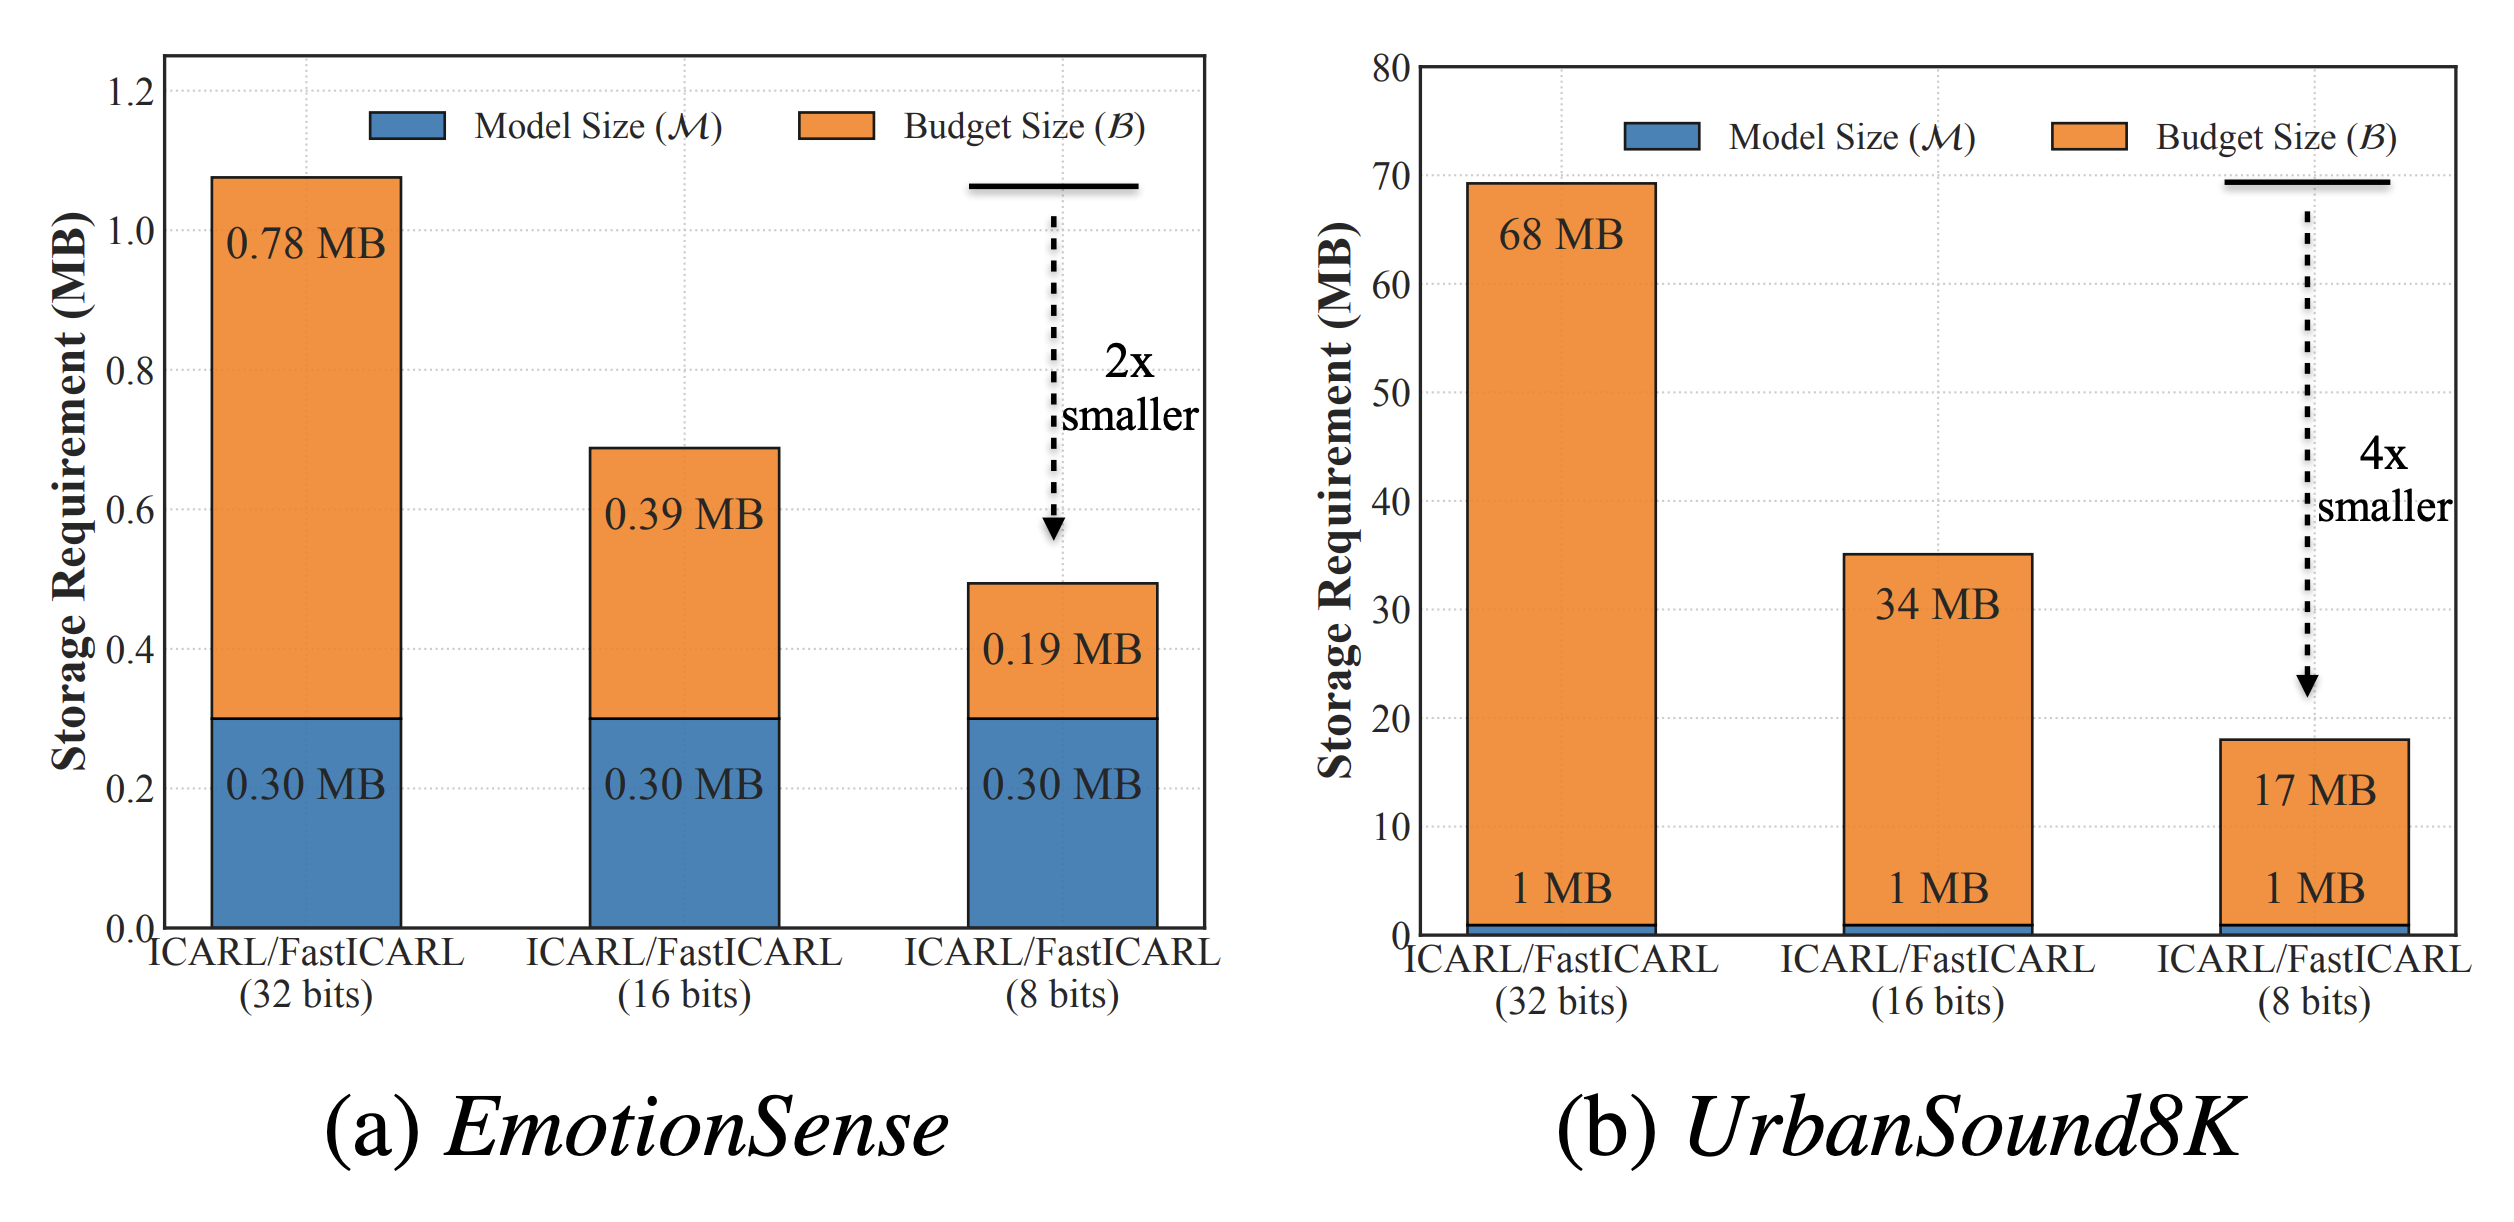 1.2
1.0
0.8
0.6
0.4
0.2
0.0
Storage Requirement (MB)
Model Size (ℳ)
Budget Size (ℬ)
0.78 MB
0.30 MB
0.39 MB
0.30 MB
2x
smaller
0.19 MB
0.30 MB
ICARL/FastICARL
(32 bits)
ICARL/FastICARL
(16 bits)
ICARL/FastICARL
(8 bits)
(a) EmotionSense
80
70
60
50
40
30
20
10
0
Storage Requirement (MB)
Model Size (ℳ)
Budget Size (ℬ)
68 MB
1 MB
34 MB
1 MB
4x
smaller
17 MB
1 MB
ICARL/FastICARL
(32 bits)
ICARL/FastICARL
(16 bits)
ICARL/FastICARL
(8 bits)
(b) UrbanSound8K